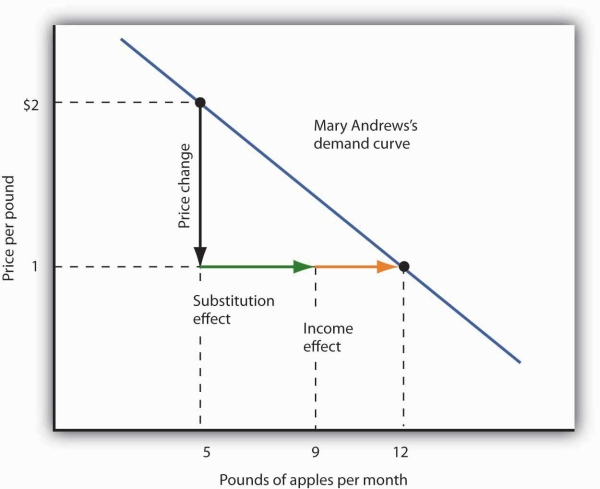 $2
Mary Andrews's
demand curve
Price change
Price per pound
1
Substitution
effect
Income
effect
5
9
12
Pounds of apples per month